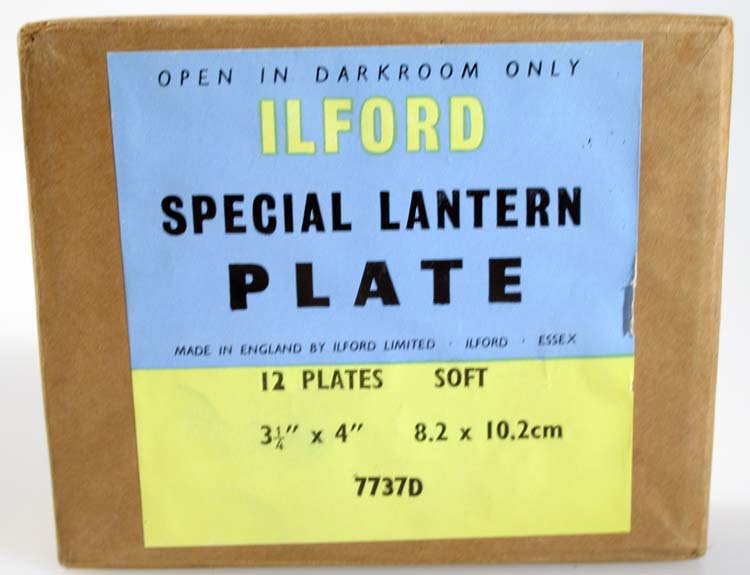 OPEN IN DARKROOM ONLY
ILFORD
SPECIAL LANTERN
PLATE
MADE IN ENGLAND BY ILFORD LIMITED · ILFORD · ESSEX
12 PLATES SOFT
3¼" x 4" 8.2 x 10.2cm
7737D